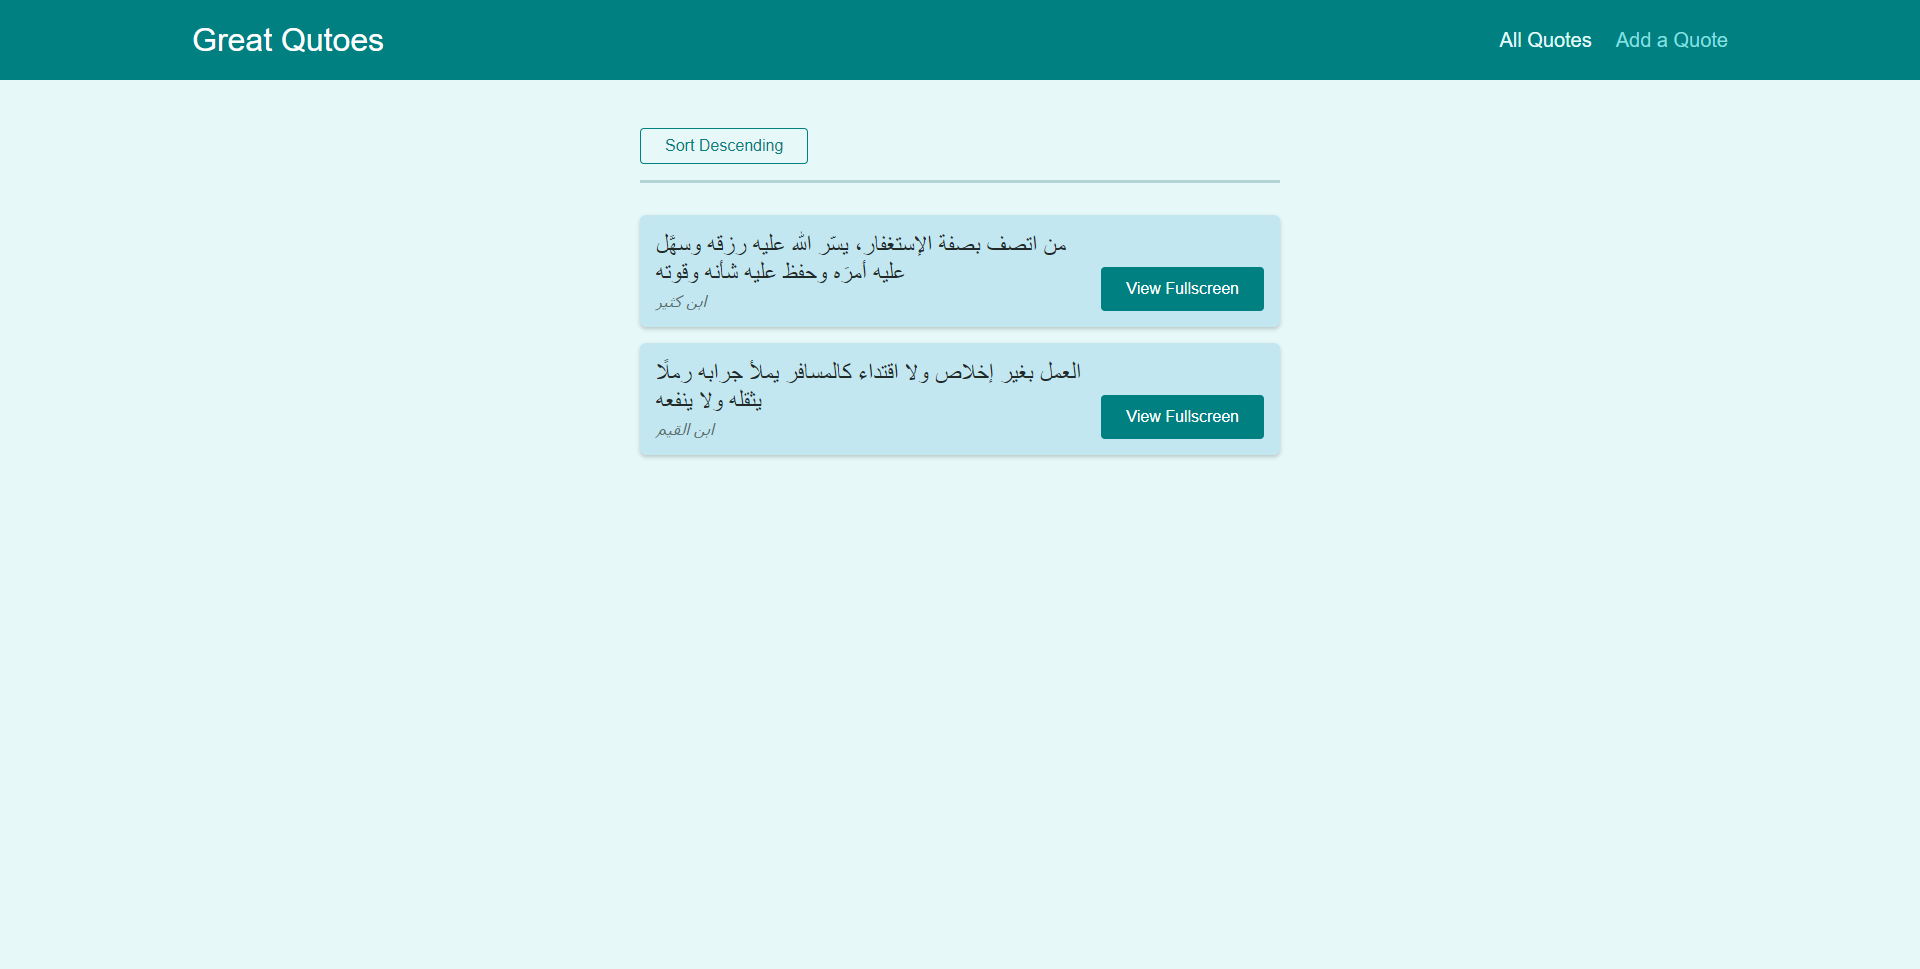 Great Qutoes
All Quotes
Add a Quote
Sort Descending
من اتصف بصفة الإستغفار، يسّر الله عليه رزقه وسهَّل
عليه أمرَه وحفظ عليه شأنه وقوته
ابن كثير
View Fullscreen
العمل بغير إخلاص ولا اقتداء كالمسافر يملأ جرابه رملًا
يثقله ولا ينفعه
ابن القيم
View Fullscreen